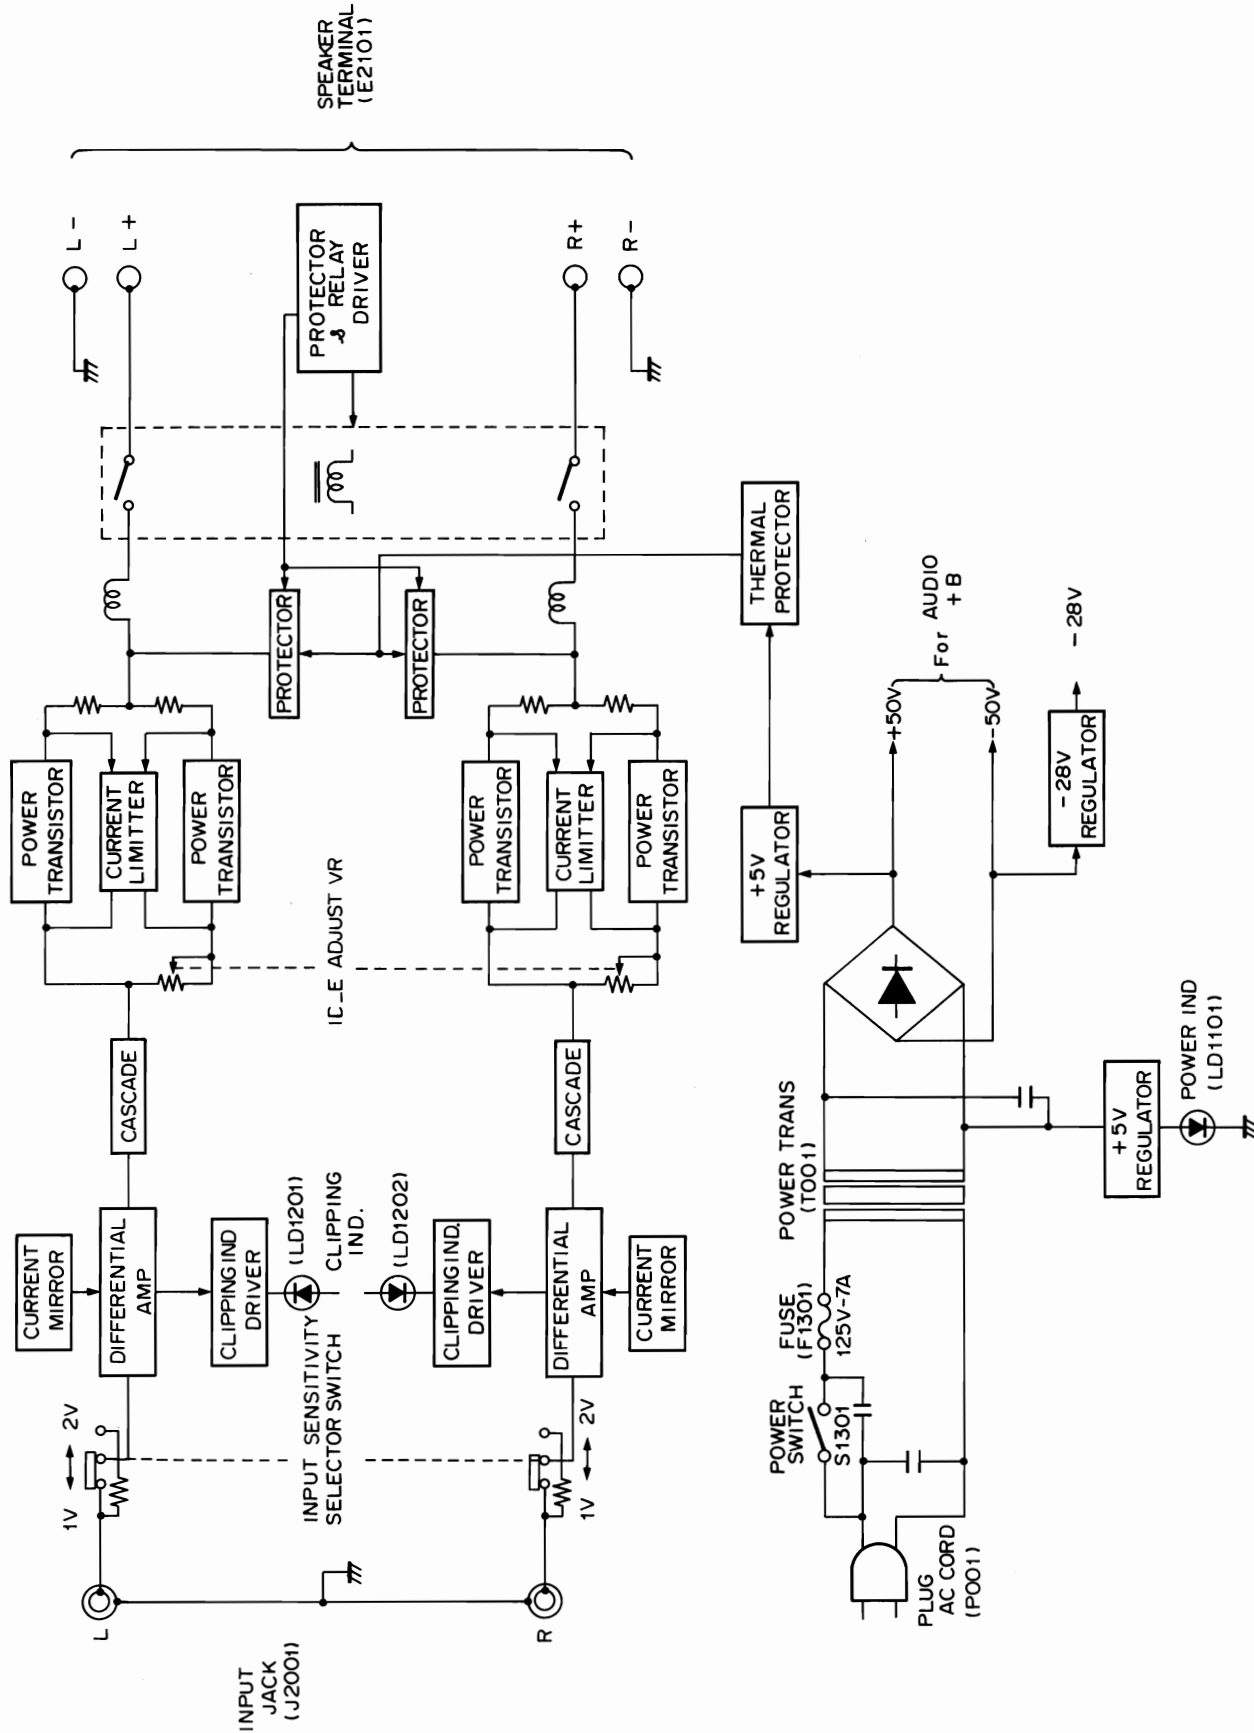 INPUT
JACK
(J2001)
L
R
1V
2V
INPUT SENSITIVITY
SELECTOR SWITCH
1V
2V
CURRENT
MIRROR
DIFFERENTIAL
AMP
CLIPPING IND
DRIVER
(LD1201)
CLIPPING
IND.
(LD1202)
CLIPPING IND.
DRIVER
DIFFERENTIAL
AMP
CURRENT
MIRROR
CASCADE
CASCADE
IC_E ADJUST VR
POWER
TRANSISTOR
CURRENT
LIMITTER
POWER
TRANSISTOR
POWER
TRANSISTOR
CURRENT
LIMITTER
POWER
TRANSISTOR
PROTECTOR
PROTECTOR
PROTECTOR
& RELAY
DRIVER
L -
L +
R+
R -
SPEAKER
TERMINAL
(E2101)
PLUG
AC CORD
(P001)
POWER
SWITCH
S1301
FUSE
(F1301)
125V-7A
POWER TRANS
(T001)
+5V
REGULATOR
POWER IND
(LD1101)
+5V
REGULATOR
THERMAL
PROTECTOR
+50V
-50V
For AUDIO
+B
-28V
REGULATOR
-28V